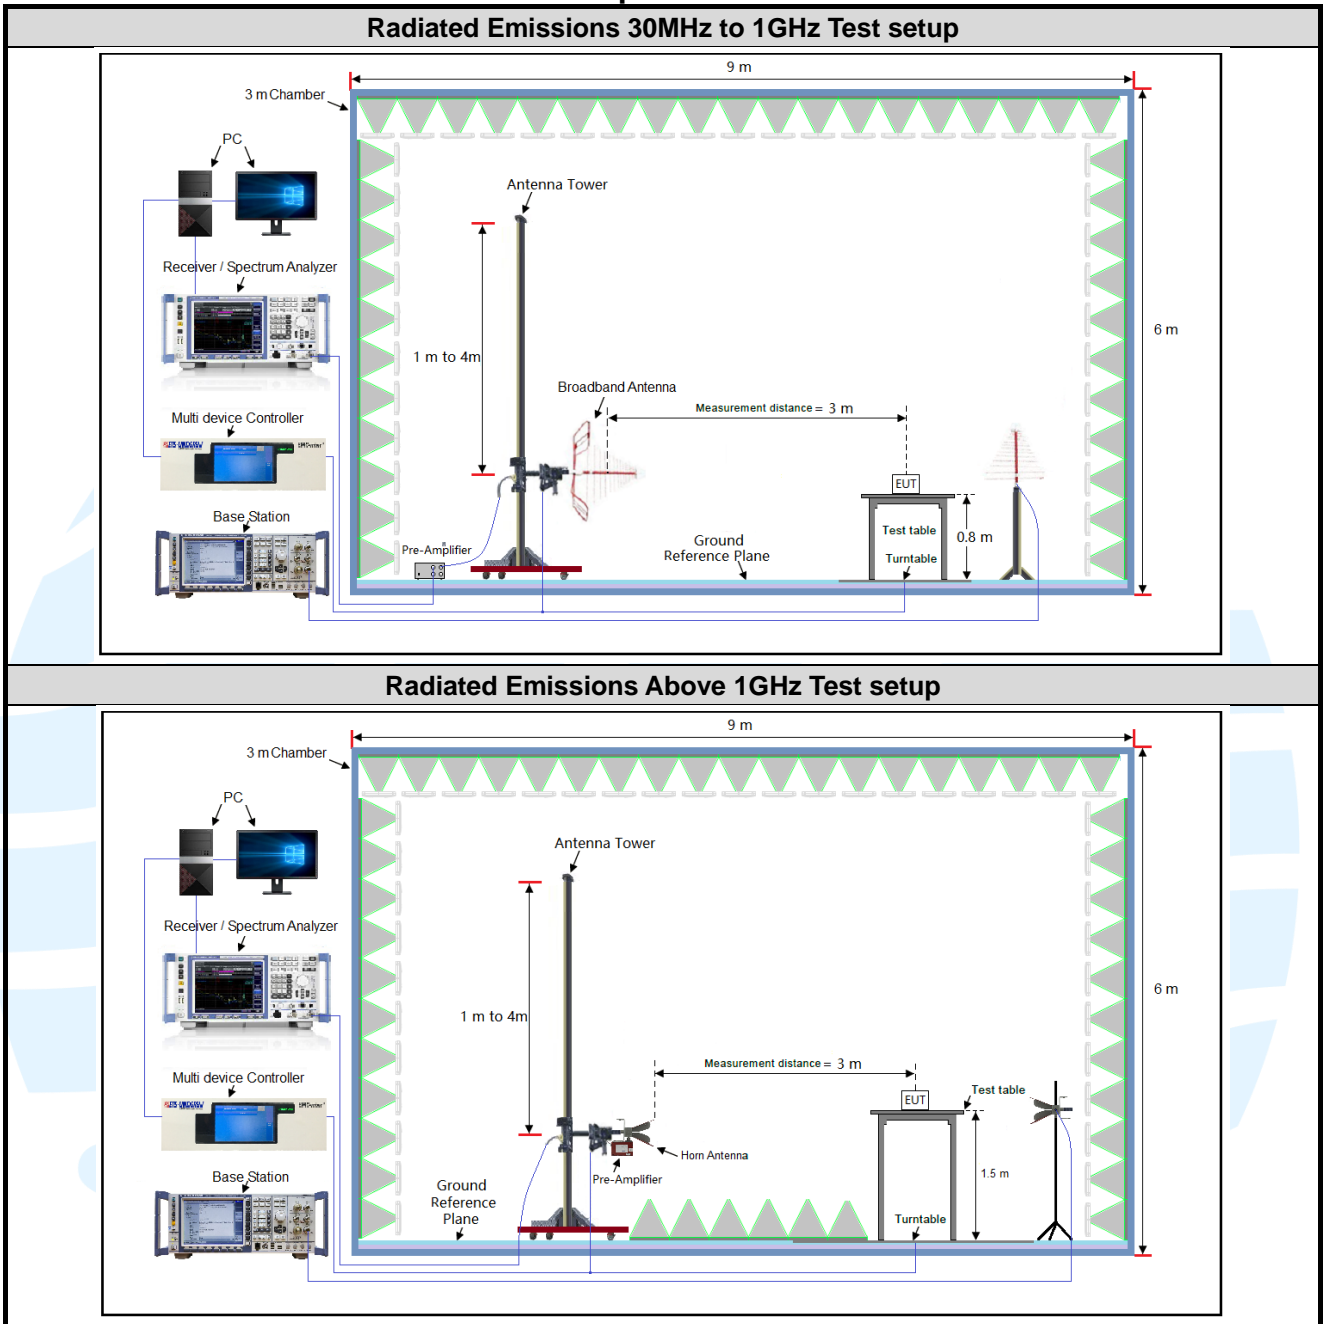 Radiated Emissions 30MHz to 1GHz Test setup
9 m
3 m Chamber
PC
Antenna Tower
Receiver / Spectrum Analyzer
6 m
1 m to 4m
Broadband Antenna
Measurement distance = 3 m
Multi device Controller
EUT
Base Station
Test table
0.8 m
Ground
Reference Plane
Pre-Amplifier
Turntable
Radiated Emissions Above 1GHz Test setup
9 m
3 m Chamber
PC
Antenna Tower
Receiver / Spectrum Analyzer
6 m
1 m to 4m
Measurement distance = 3 m
Multi device Controller
Test table
EUT
Horn Antenna
Pre-Amplifier
1.5 m
Base Station
Ground
Reference
Plane
Turntable